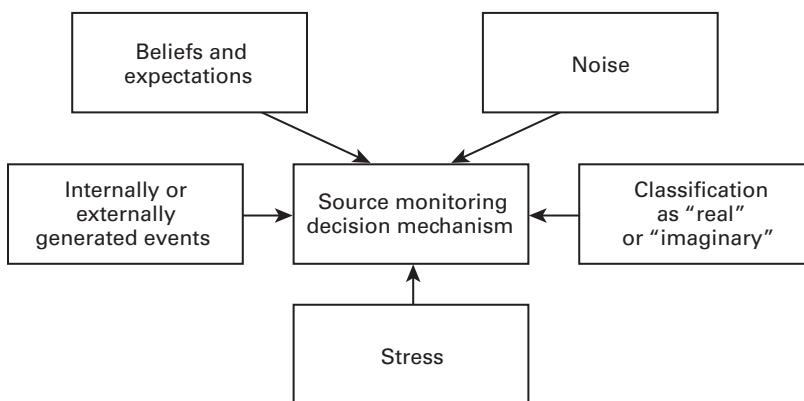 Beliefs and
expectations
Noise
Internally or
externally
generated events
Source monitoring
decision mechanism
Classification
as “real”
or “imaginary”
Stress